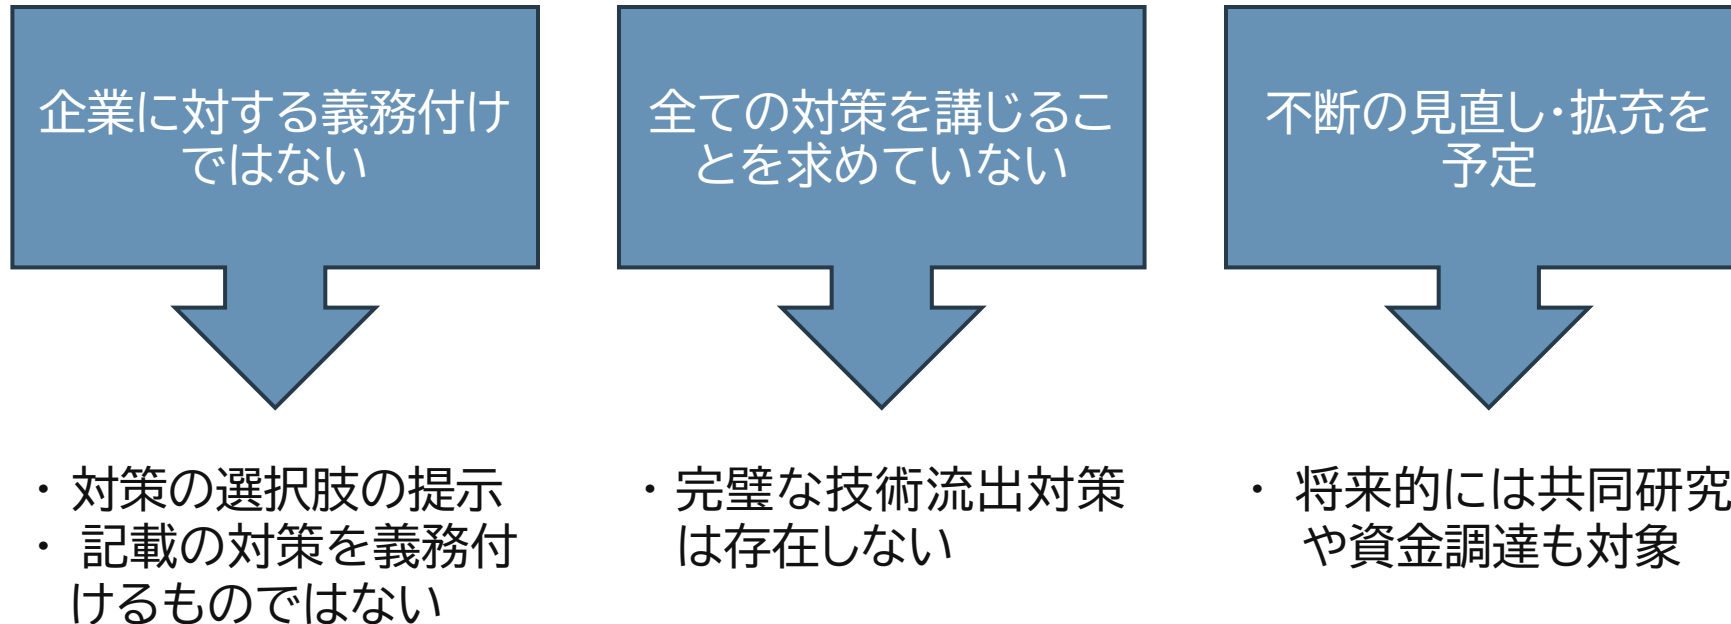 企業に対する義務付け
ではない
全ての対策を講じるこ
とを求めていない
不断の見直し・拡充を
予定
・対策の選択肢の提示
・記載の対策を義務付
けるものではない
・完璧な技術流出対策
は存在しない
・将来的には共同研究
や資金調達も対象